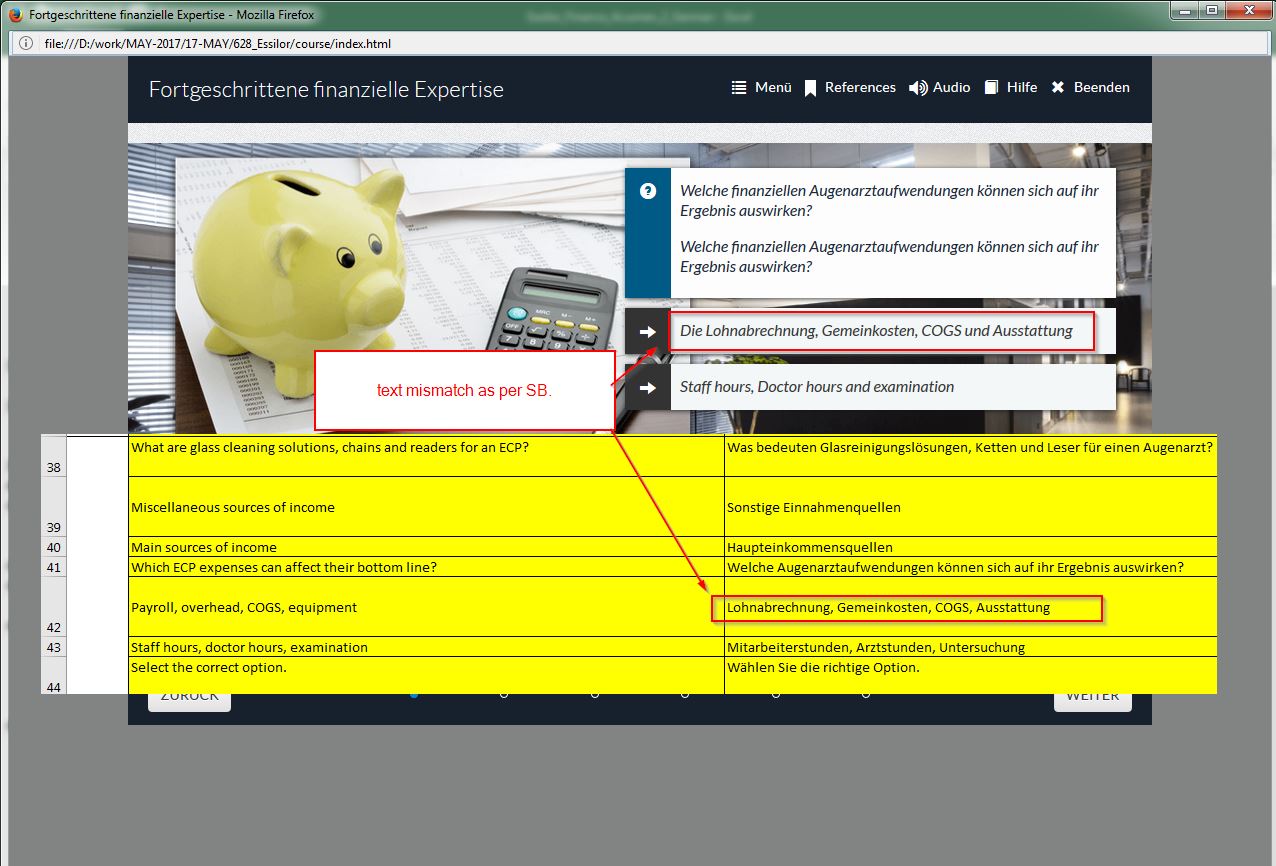 Fortgeschrittene finanzielle Expertise - Mozilla Firefox
file:///D:/work/MAY-2017/17-MAY/628_Essilor/course/index.html
Fortgeschrittene finanzielle Expertise
Menü References Audio Hilfe Beenden
Welche finanziellen Augenarztaufwendungen können sich auf ihr
Ergebnis auswirken?
Welche finanziellen Augenarztaufwendungen können sich auf ihr
Ergebnis auswirken?
Die Lohnabrechnung, Gemeinkosten, COGS und Ausstattung
text mismatch as per SB.
Staff hours, Doctor hours and examination
38 What are glass cleaning solutions, chains and readers for an ECP? Was bedeuten Glasreinigungslösungen, Ketten und Leser für einen Augenarzt?
39 Miscellaneous sources of income Sonstige Einnahmenquellen
40 Main sources of income Haupteinkommensquellen
41 Which ECP expenses can affect their bottom line? Welche Augenarztaufwendungen können sich auf ihr Ergebnis auswirken?
42 Payroll, overhead, COGS, equipment Lohnabrechnung, Gemeinkosten, COGS, Ausstattung
43 Staff hours, doctor hours, examination Mitarbeiterstunden, Arztstunden, Untersuchung
44 Select the correct option. Wählen Sie die richtige Option.
ZURÜCK WEITER